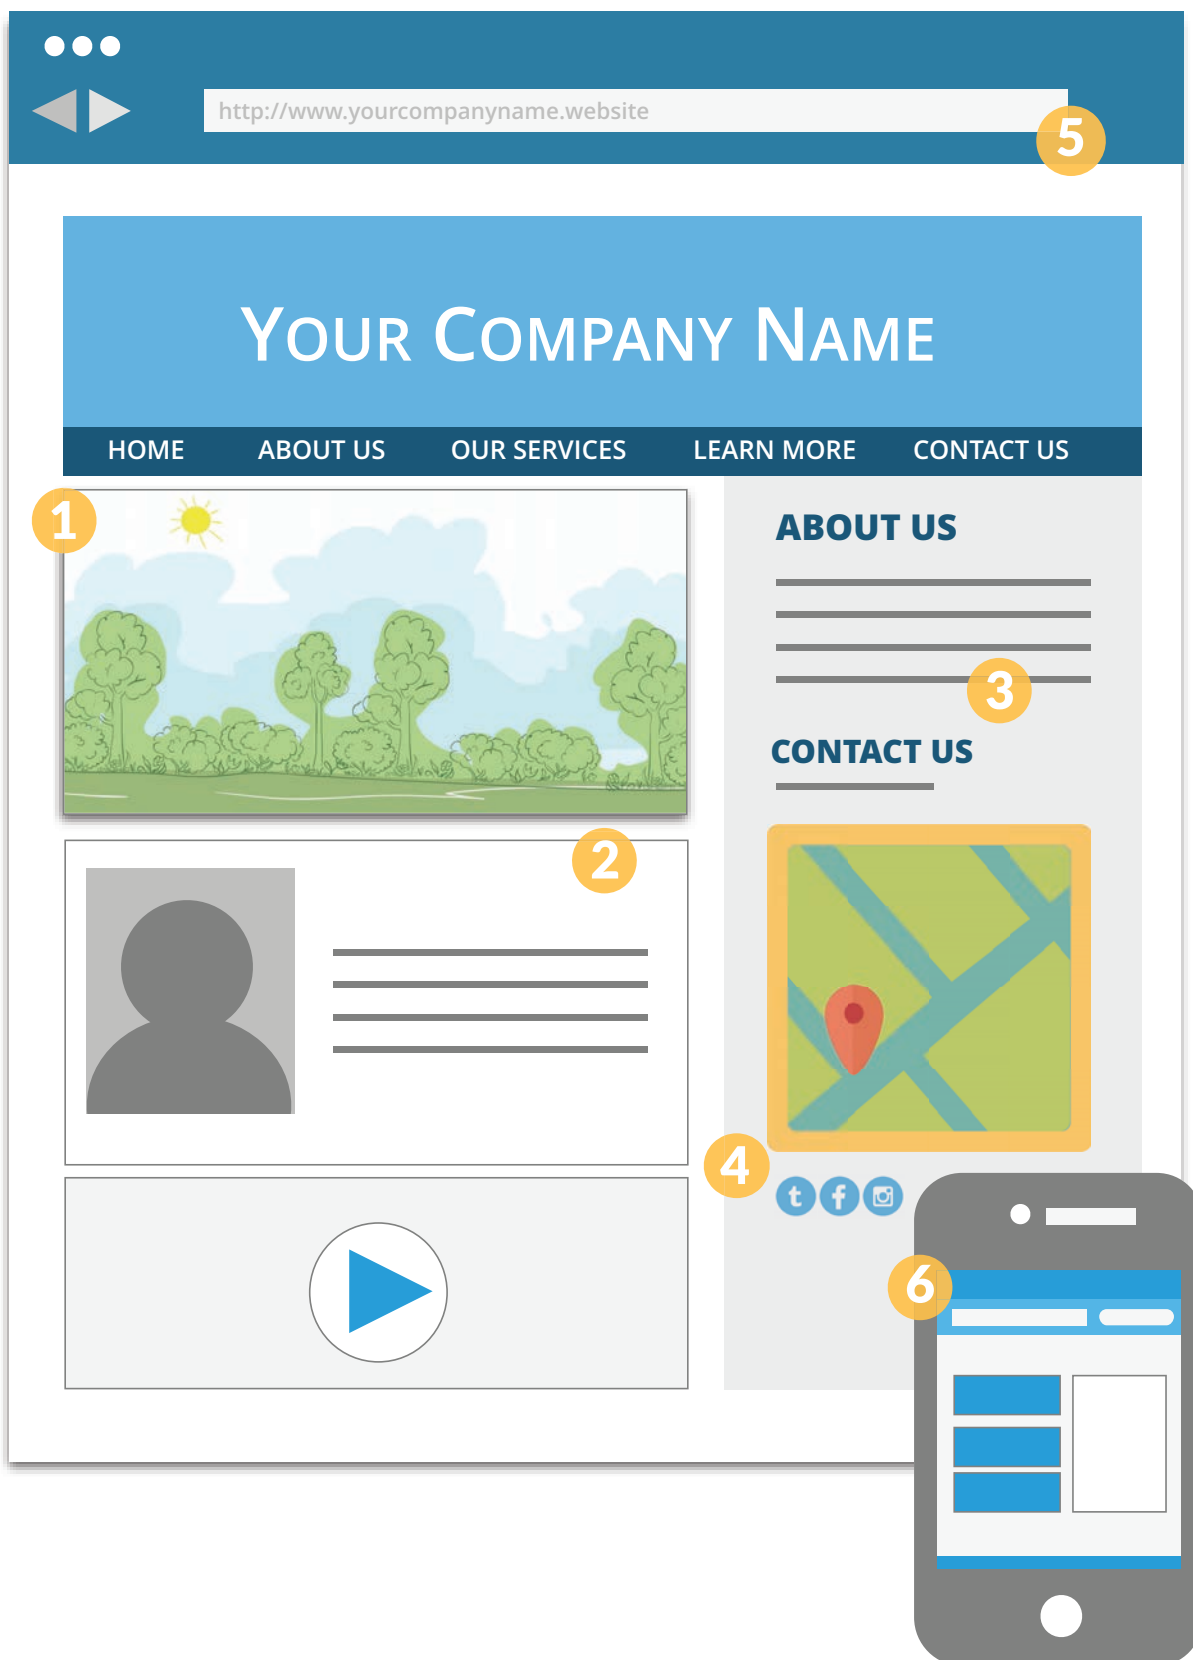 http://www.yourcompanyname.website
5
YOUR COMPANY NAME
HOME ABOUT US OUR SERVICES LEARN MORE CONTACT US
1
ABOUT US
3
CONTACT US
2
4
t f
6